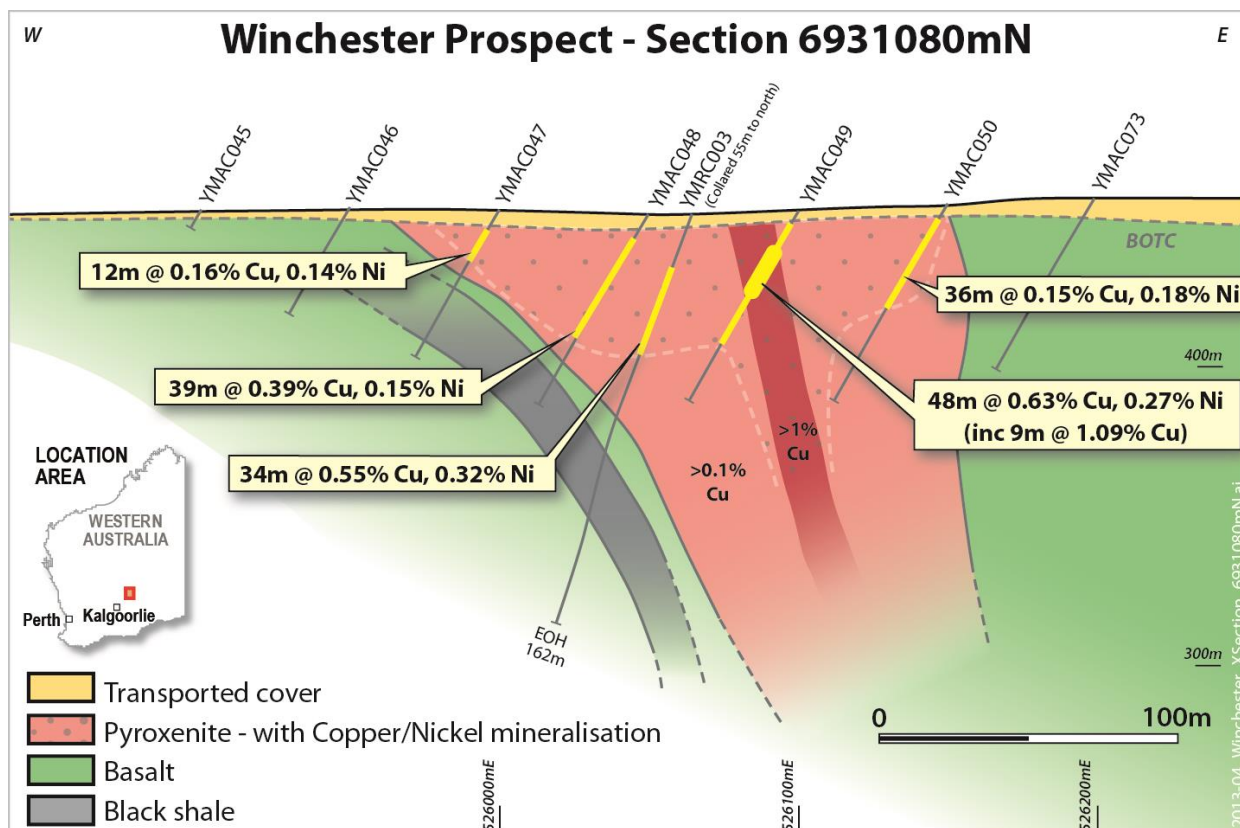 W
Winchester Prospect - Section 6931080mN
E
YMAC045
YMAC046
YMAC047
YMAC048
YMRC003
(Collared 55m to north)
YMAC049
YMAC050
YMAC073
BOTC
12m @ 0.16% Cu, 0.14% Ni
36m @ 0.15% Cu, 0.18% Ni
400m
39m @ 0.39% Cu, 0.15% Ni
48m @ 0.63% Cu, 0.27% Ni
(inc 9m @ 1.09% Cu)
34m @ 0.55% Cu, 0.32% Ni
>0.1%
Cu
>1%
Cu
LOCATION
AREA
WESTERN
AUSTRALIA
Perth
Kalgoorlie
EOH
162m
300m
Transported cover
Pyroxenite - with Copper/Nickel mineralisation
Basalt
Black shale
0
100m
526000mE
526100mE
526200mE
2013-04_Winchester_XSection_6931080mN.ai